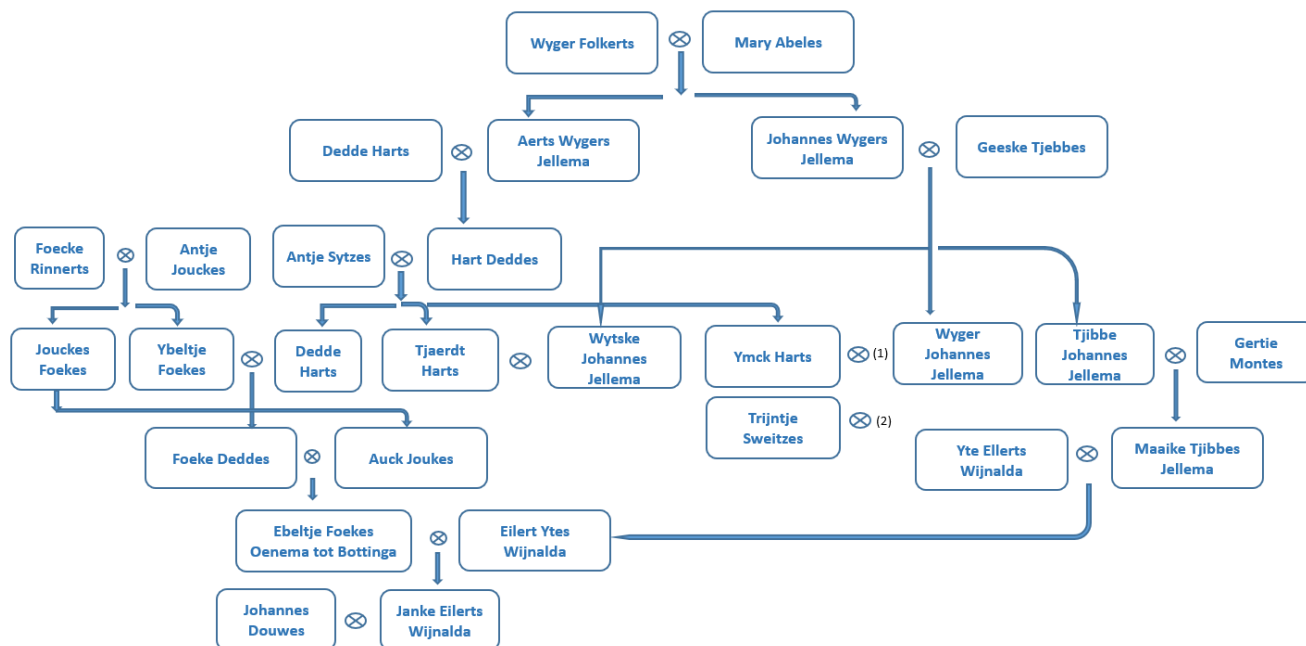 Wyger Folkerts
Mary Abeles
Dedde Harts
Aerts Wygers
Jellema
Johannes Wygers
Jellema
Geeske Tjebbes
Foecke
Rinnerts
Antje
Jouckes
Antje Sytzes
Hart Deddes
Jouckes
Foekes
Ybeltje
Foekes
Dedde
Harts
Tjaerdt
Harts
Wytske
Johannes
Jellema
Ymck Harts
(1)
Wyger
Johannes
Jellema
Tjibbe
Johannes
Jellema
Gertie
Montes
Trijntje
Sweitzes
(2)
Foeke Deddes
Auck Joukes
Yte Ellerts
Wijnalda
Maaike Tjibbes
Jellema
Ebeltje Foekes
Oenema tot Bottinga
Eilert Ytes
Wijnalda
Johannes
Douwes
Janke Eilerts
Wijnalda